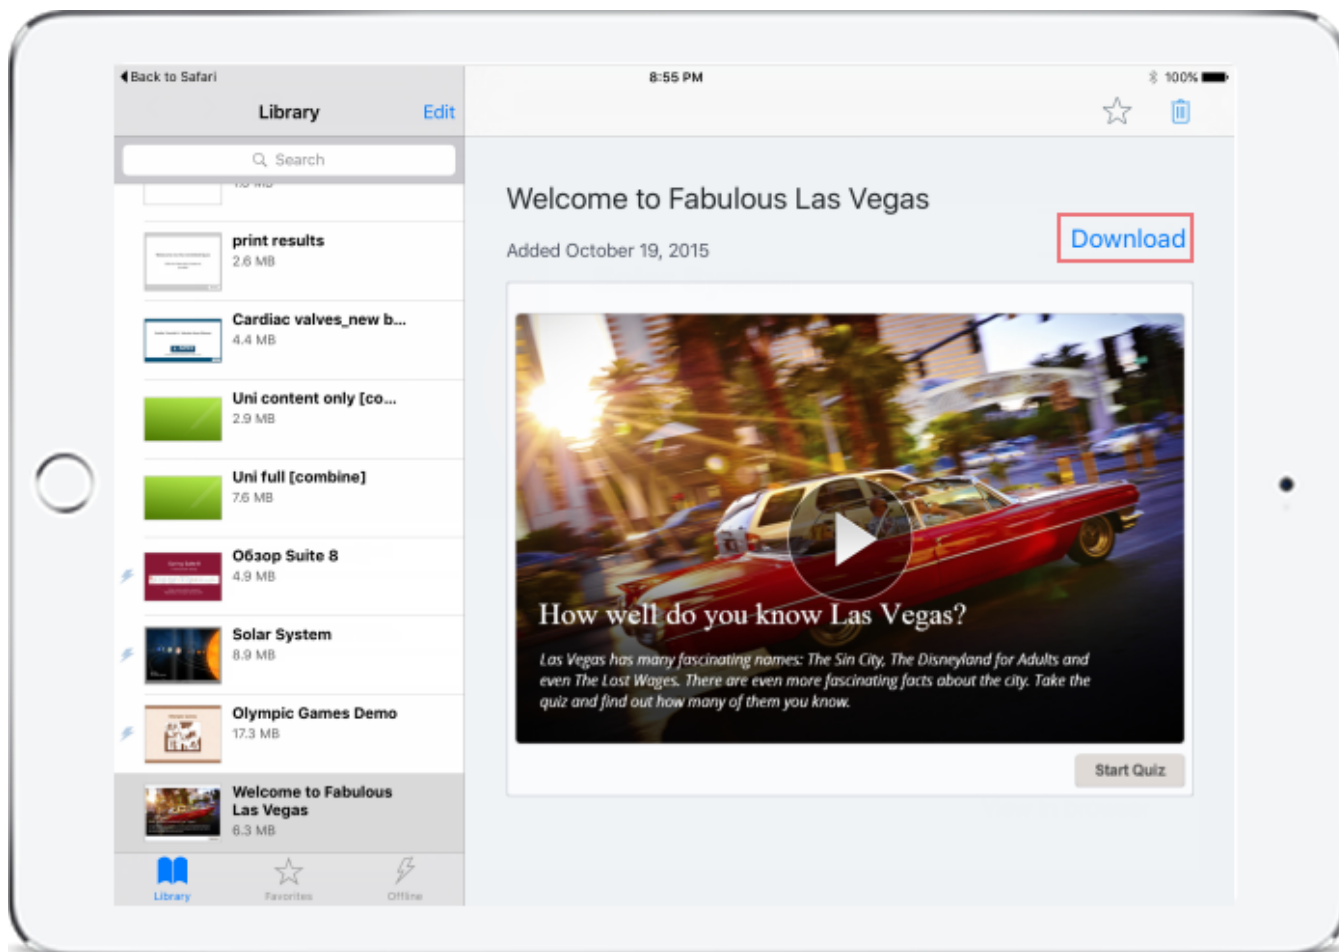 Back to Safari
8:55 PM
100%
Library
Edit
Search
print results
2.6 MB
Cardiac valves_new b...
4.4 MB
Uni content only [co...
2.9 MB
Uni full [combine]
7.6 MB
Обзор Suite 8
4.9 MB
Solar System
8.9 MB
Olympic Games Demo
17.3 MB
Welcome to Fabulous
Las Vegas
6.3 MB
Library
Favorites
Offline
Welcome to Fabulous Las Vegas
Added October 19, 2015
Download
How well do you know Las Vegas?
Las Vegas has many fascinating names: The Sin City, The Disneyland for Adults and
even The Lost Wages. There are even more fascinating facts about the city. Take the
quiz and find out how many of them you know.
Start Quiz